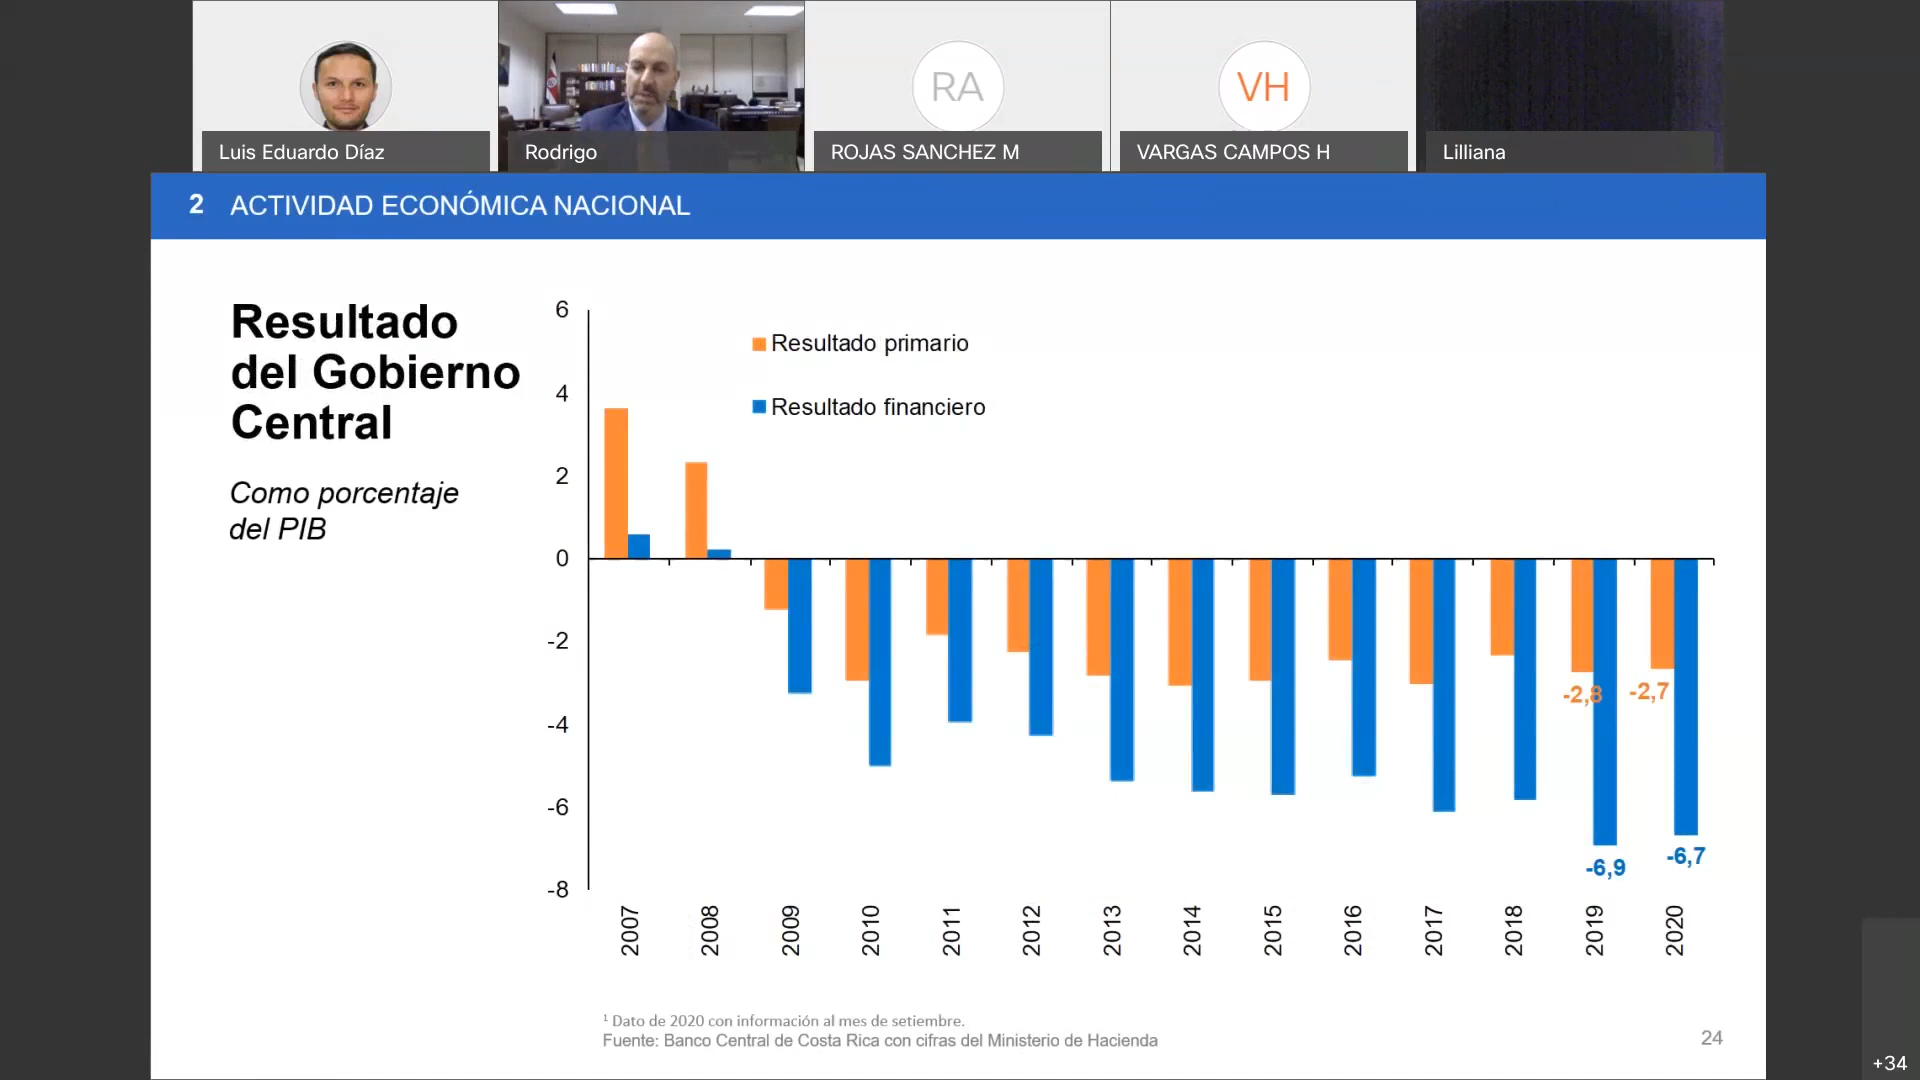 RA
VH
Luis Eduardo Díaz
Rodrigo
ROJAS SANCHEZ M
VARGAS CAMPOS H
Lilliana
2 ACTIVIDAD ECONÓMICA NACIONAL
Resultado
del Gobierno
Central
Como porcentaje
del PIB
6
4
2
0
-2
-4
-6
-8
Resultado primario
Resultado financiero
-2,8
-2,7
-6,9
-6,7
2007
2008
2009
2010
2011
2012
2013
2014
2015
2016
2017
2018
2019
2020
¹ Dato de 2020 con información al mes de setiembre.
Fuente: Banco Central de Costa Rica con cifras del Ministerio de Hacienda
24
+34